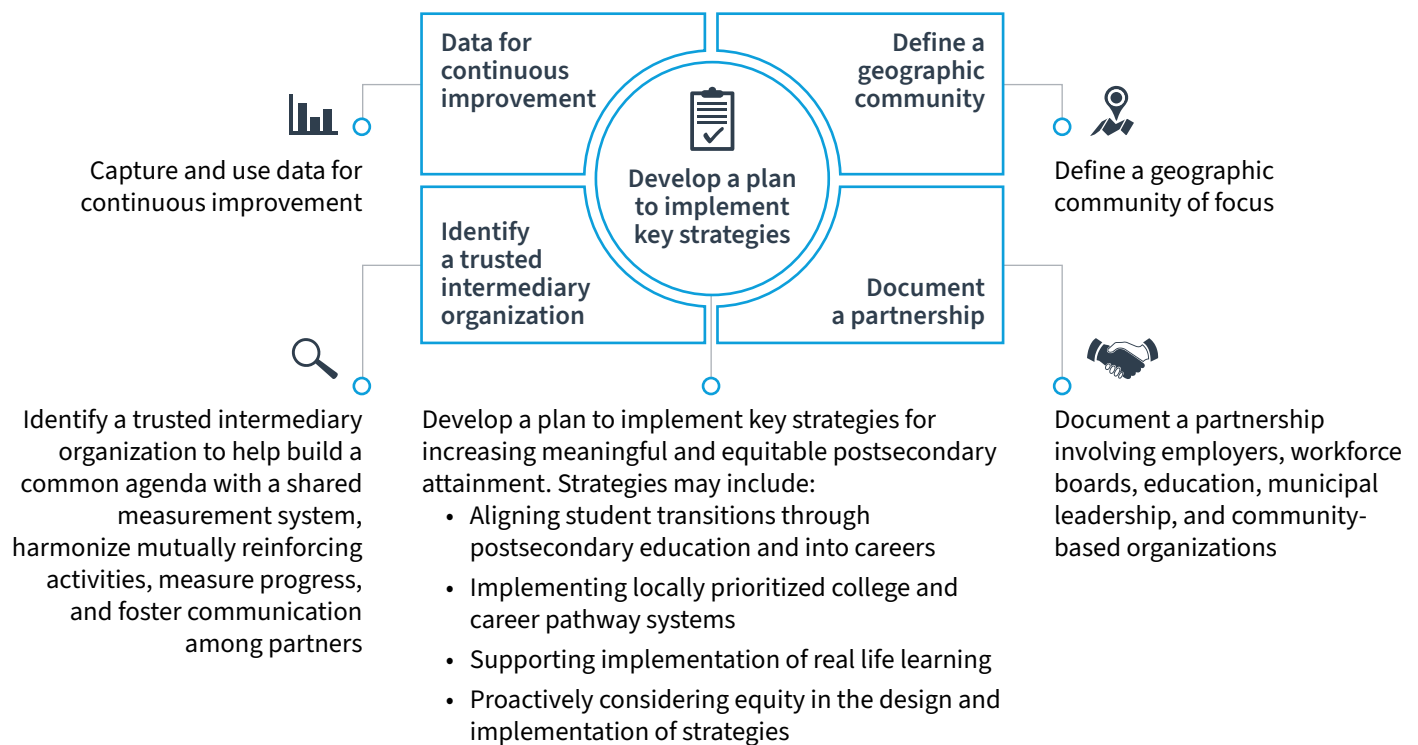 Data for
continuous
improvement
Define a
geographic
community
Develop a plan
to implement
key strategies
Identify
a trusted
intermediary
organization
Document
a partnership
Capture and use data for
continuous improvement
Define a geographic
community of focus
Identify a trusted intermediary
organization to help build a
common agenda with a shared
measurement system,
harmonize mutually reinforcing
activities, measure progress,
and foster communication
among partners
Develop a plan to implement key strategies for
increasing meaningful and equitable postsecondary
attainment. Strategies may include:
• Aligning student transitions through
postsecondary education and into careers
• Implementing locally prioritized college and
career pathway systems
• Supporting implementation of real life learning
• Proactively considering equity in the design and
implementation of strategies
Document a partnership
involving employers, workforce
boards, education, municipal
leadership, and community-
based organizations